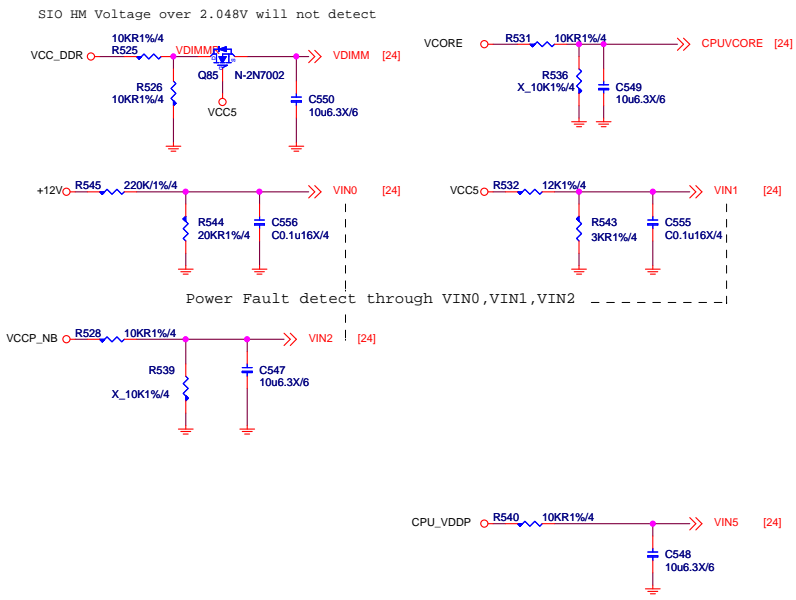 SIO HM Voltage over 2.048V will not detect
VCC_DDR
10KR1%/4
R525
VDIMMF
Q85
N-2N7002
VDIMM
[24]
R526
10KR1%/4
VCC5
C550
10u6.3X/6
VCORE
R531
10KR1%/4
CPUVCORE
[24]
R536
X_10K1%/4
C549
10u6.3X/6
+12V
R545
220K/1%/4
VIN0
[24]
R544
20KR1%/4
C556
C0.1u16X/4
VCC5
R532
12K1%/4
VIN1
[24]
R543
3KR1%/4
C555
C0.1u16X/4
Power Fault detect through VIN0,VIN1,VIN2
VCCP_NB
R528
10KR1%/4
VIN2
[24]
R539
X_10K1%/4
C547
10u6.3X/6
CPU_VDDP
R540
10KR1%/4
VIN5
[24]
C548
10u6.3X/6